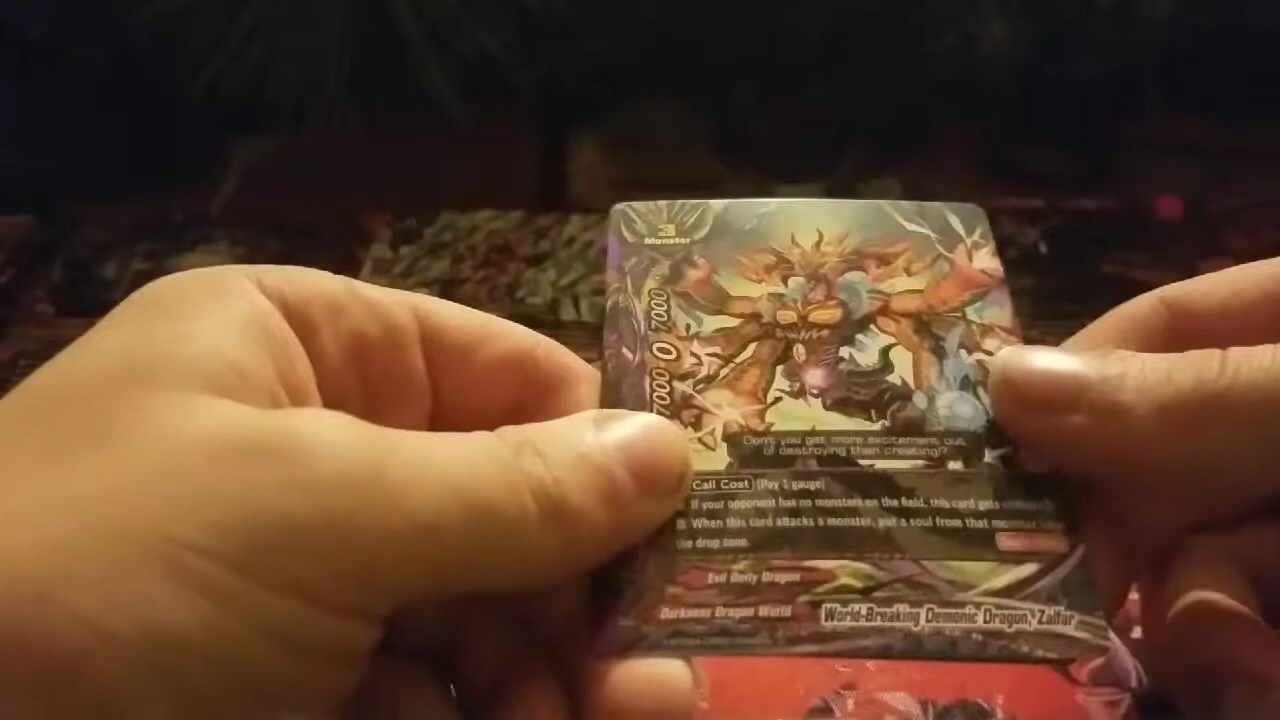 3
Monster
7000 0 7000
Don't you get more excitement out
of destroying than creating!?
Call Cost [Pay 1 gauge]
If your opponent has no monsters on the field, this card gets
When this card attacks a monster, put a soul from that
the drop zone.
Evil Deity Dragon
Darkness Dragon World
World-Breaking Demonic Dragon, Zalfar